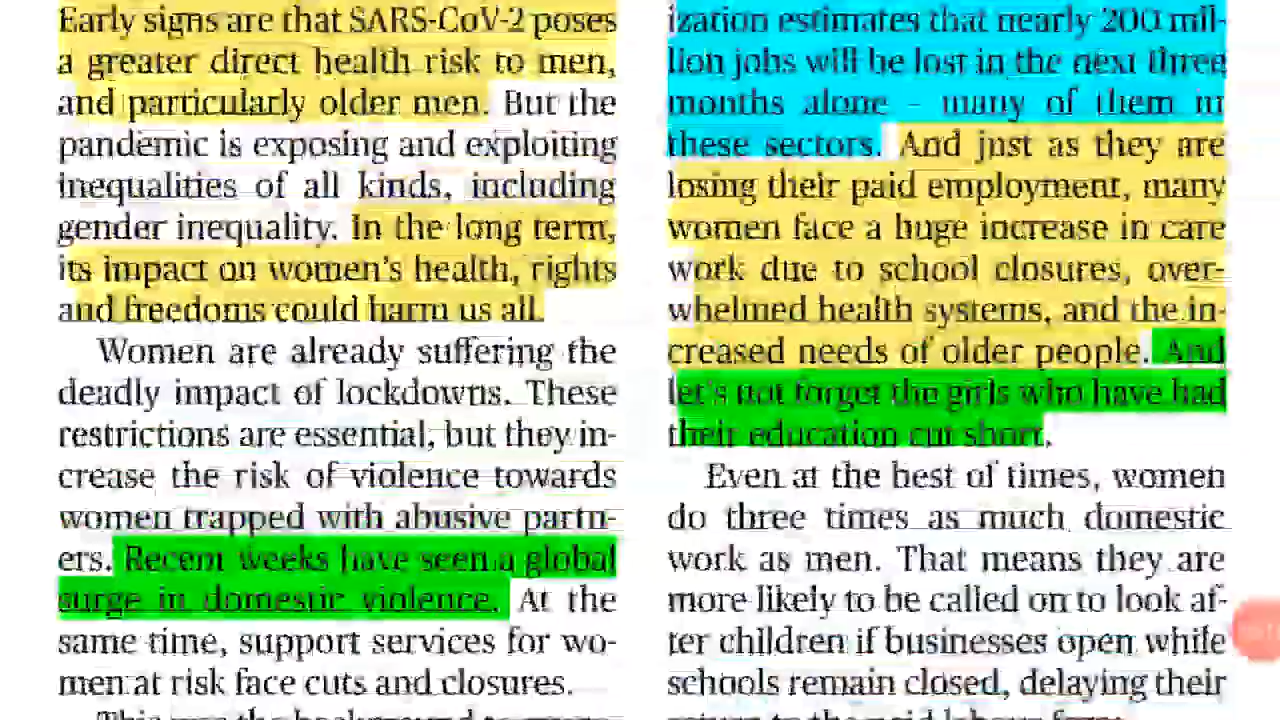 Early signs are that SARS-CoV-2 poses
a greater direct health risk to men,
and particularly older men. But the
pandemic is exposing and exploiting
inequalities of all kinds, including
gender inequality. In the long term,
its impact on women's health, rights
and freedoms could harm us all.
Women are already suffering the
deadly impact of lockdowns. These
restrictions are essential, but they in-
crease the risk of violence towards
women trapped with abusive partn-
ers. Recent weeks have seen a global
surge in domestic violence. At the
same time, support services for wo-
men at risk face cuts and closures.
This was the background to
ization estimates that nearly 200 mil-
lion jobs will be lost in the next three
months alone – many of them in
these sectors. And just as they are
losing their paid employment, many
women face a huge increase in care
work due to school closures, over-
whelmed health systems, and the in-
creased needs of older people. And
let's not forget the girls who have had
their education cut short.
Even at the best of times, women
do three times as much domestic
work as men. That means they are
more likely to be called on to look af-
ter children if businesses open while
schools remain closed, delaying their
return to the paid labour